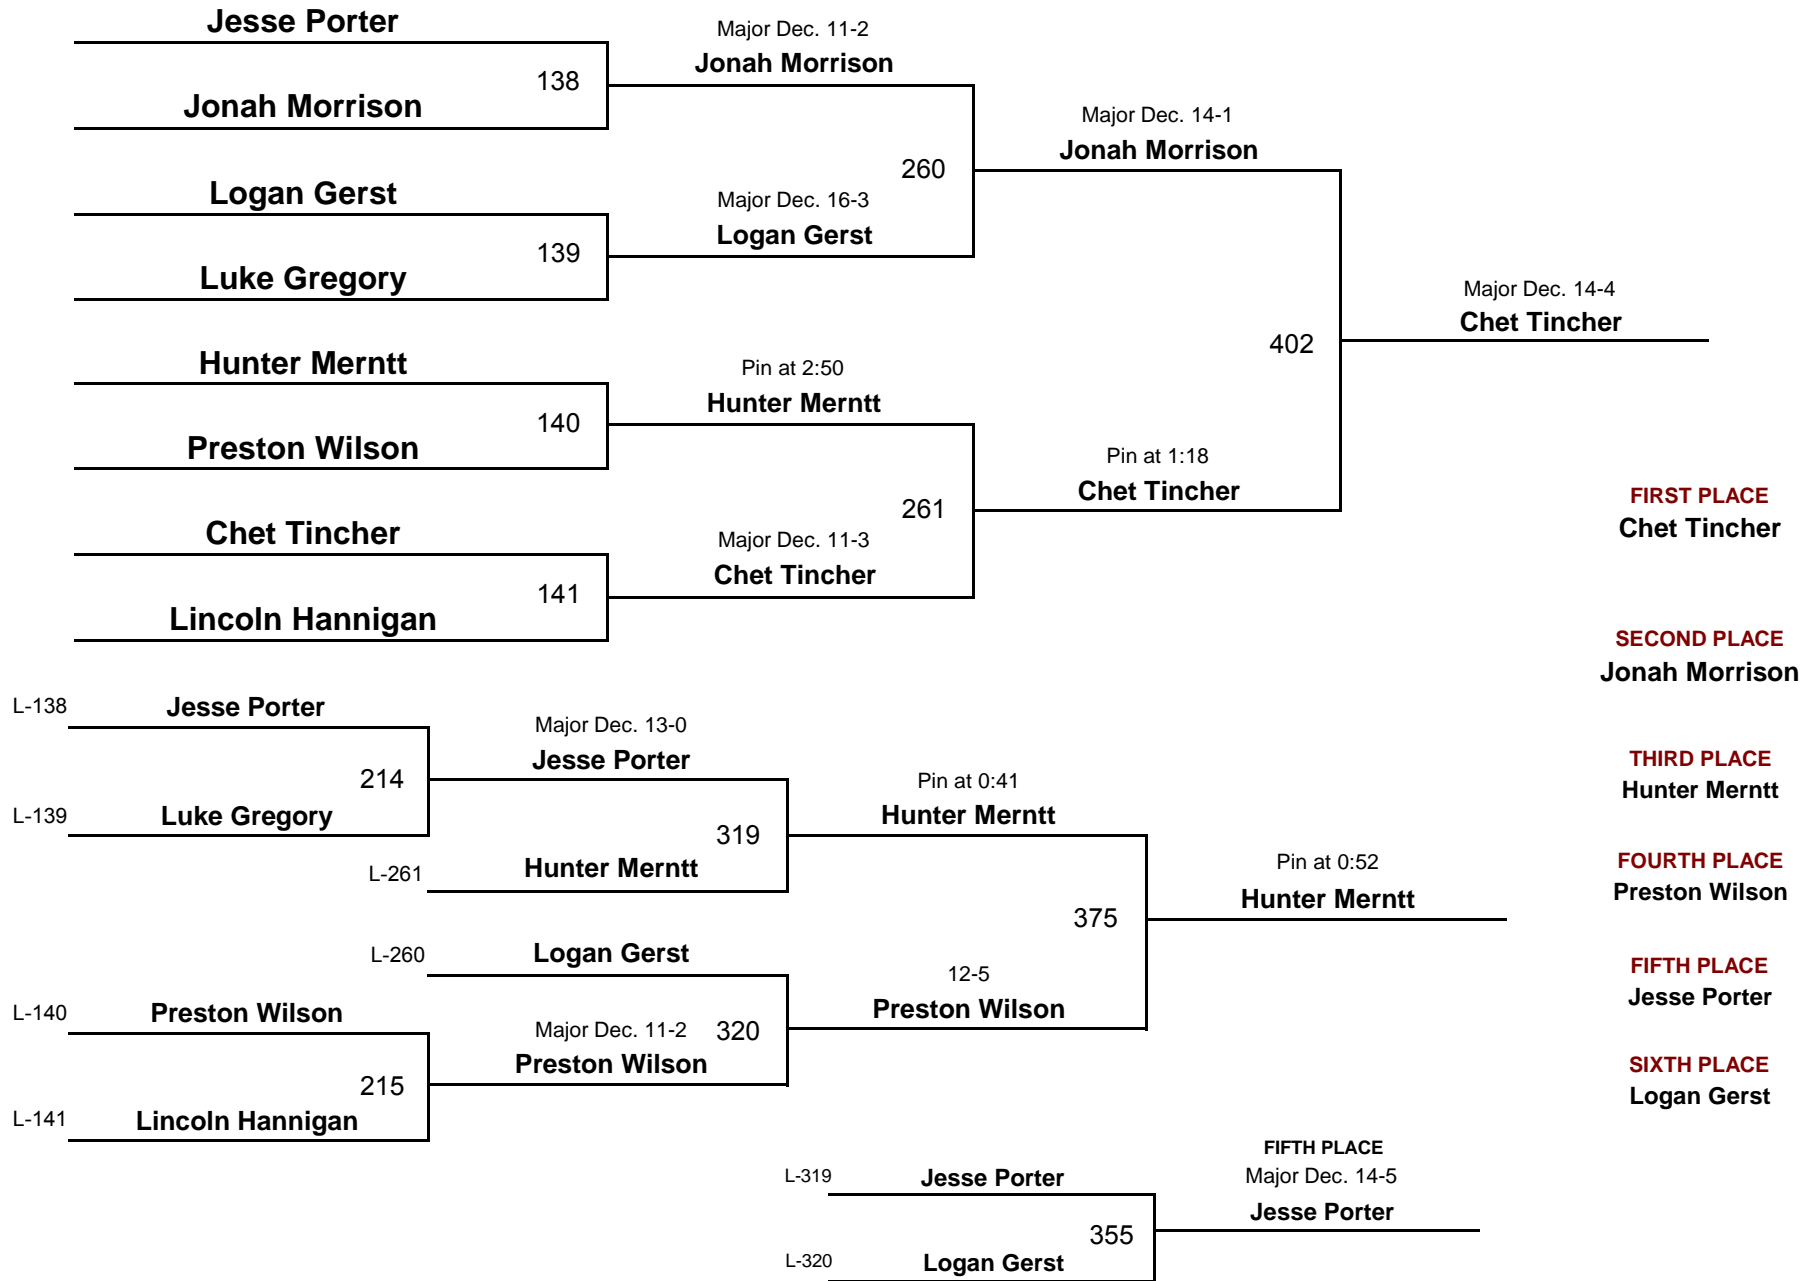 Jesse Porter
Major Dec. 11-2
Jonah Morrison
138
Jonah Morrison
Major Dec. 14-1
Jonah Morrison
260
Logan Gerst
Major Dec. 16-3
Logan Gerst
139
Luke Gregory
Major Dec. 14-4
Chet Tincher
402
Hunter Merntt
Pin at 2:50
Hunter Merntt
140
Preston Wilson
Pin at 1:18
Chet Tincher
261
Chet Tincher
Major Dec. 11-3
Chet Tincher
141
Lincoln Hannigan
FIRST PLACE
Chet Tincher
SECOND PLACE
Jonah Morrison
THIRD PLACE
Hunter Merntt
FOURTH PLACE
Preston Wilson
FIFTH PLACE
Jesse Porter
SIXTH PLACE
Logan Gerst
L-138
Jesse Porter
Major Dec. 13-0
Jesse Porter
214
L-139
Luke Gregory
Pin at 0:41
Hunter Merntt
319
L-261
Hunter Merntt
Pin at 0:52
Hunter Merntt
375
L-260
Logan Gerst
12-5
Preston Wilson
L-140
Preston Wilson
Major Dec. 11-2
320
Preston Wilson
215
L-141
Lincoln Hannigan
FIFTH PLACE
L-319
Jesse Porter
Major Dec. 14-5
Jesse Porter
355
L-320
Logan Gerst